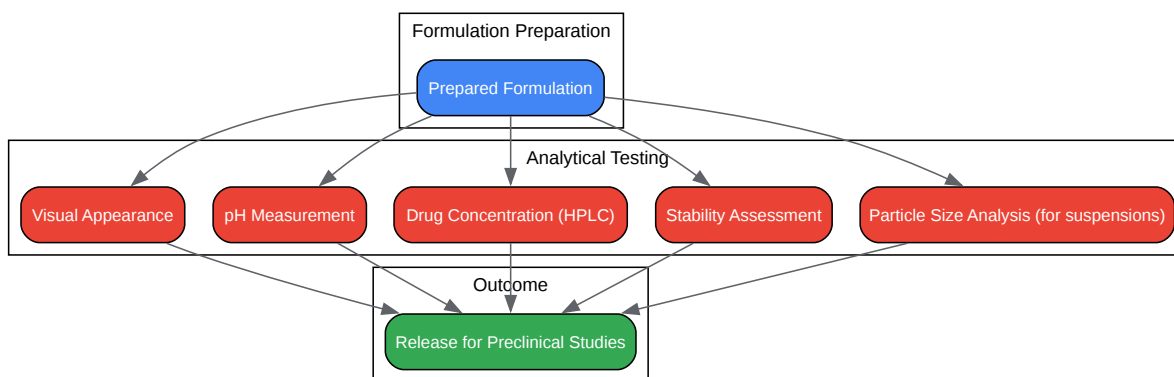 Formulation Preparation
Prepared Formulation
Analytical Testing
Visual Appearance
pH Measurement
Drug Concentration (HPLC)
Stability Assessment
Particle Size Analysis (for suspensions)
Outcome
Release for Preclinical Studies